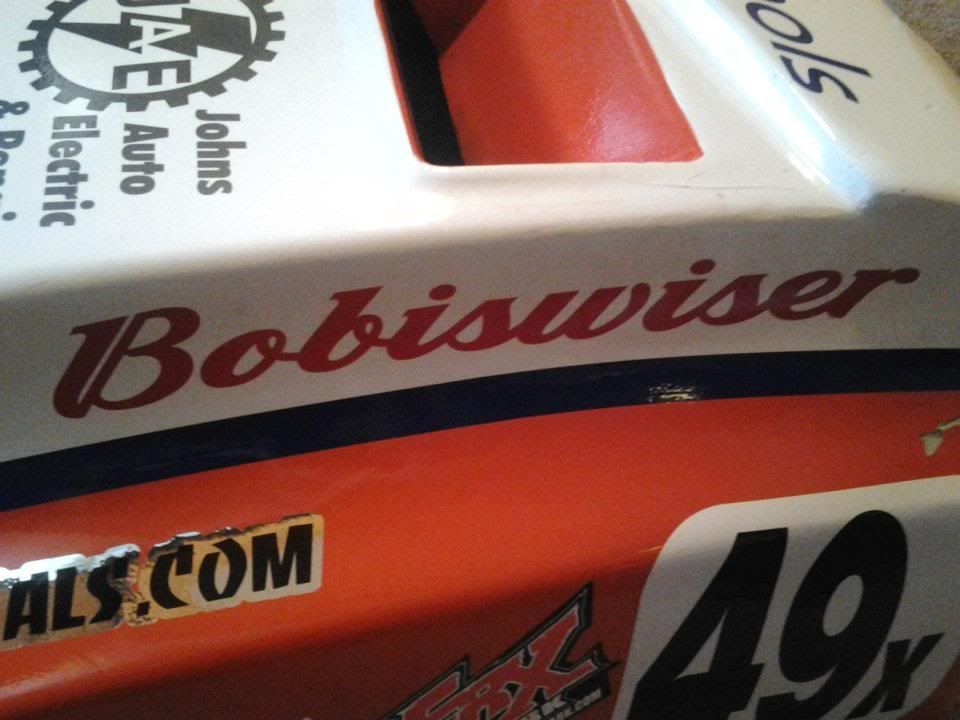 JAE
Johns
Auto
Electric
Bobiswiser
ALS.COM
49x